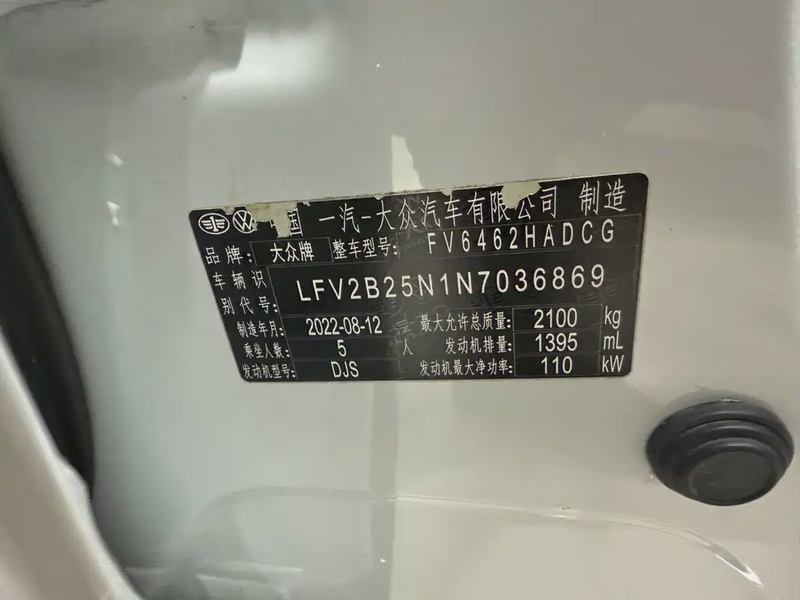 中国 一汽-大众汽车有限公司 制造
品牌: 大众牌 整车型号: FV6462HADCG
车辆识别代号: LFV2B25N1N7036869
制造年月: 2022-08-12 最大允许总质量: 2100 kg
乘坐人数: 5 人 发动机排量: 1395 mL
发动机型号: DJS 发动机最大净功率: 110 kW